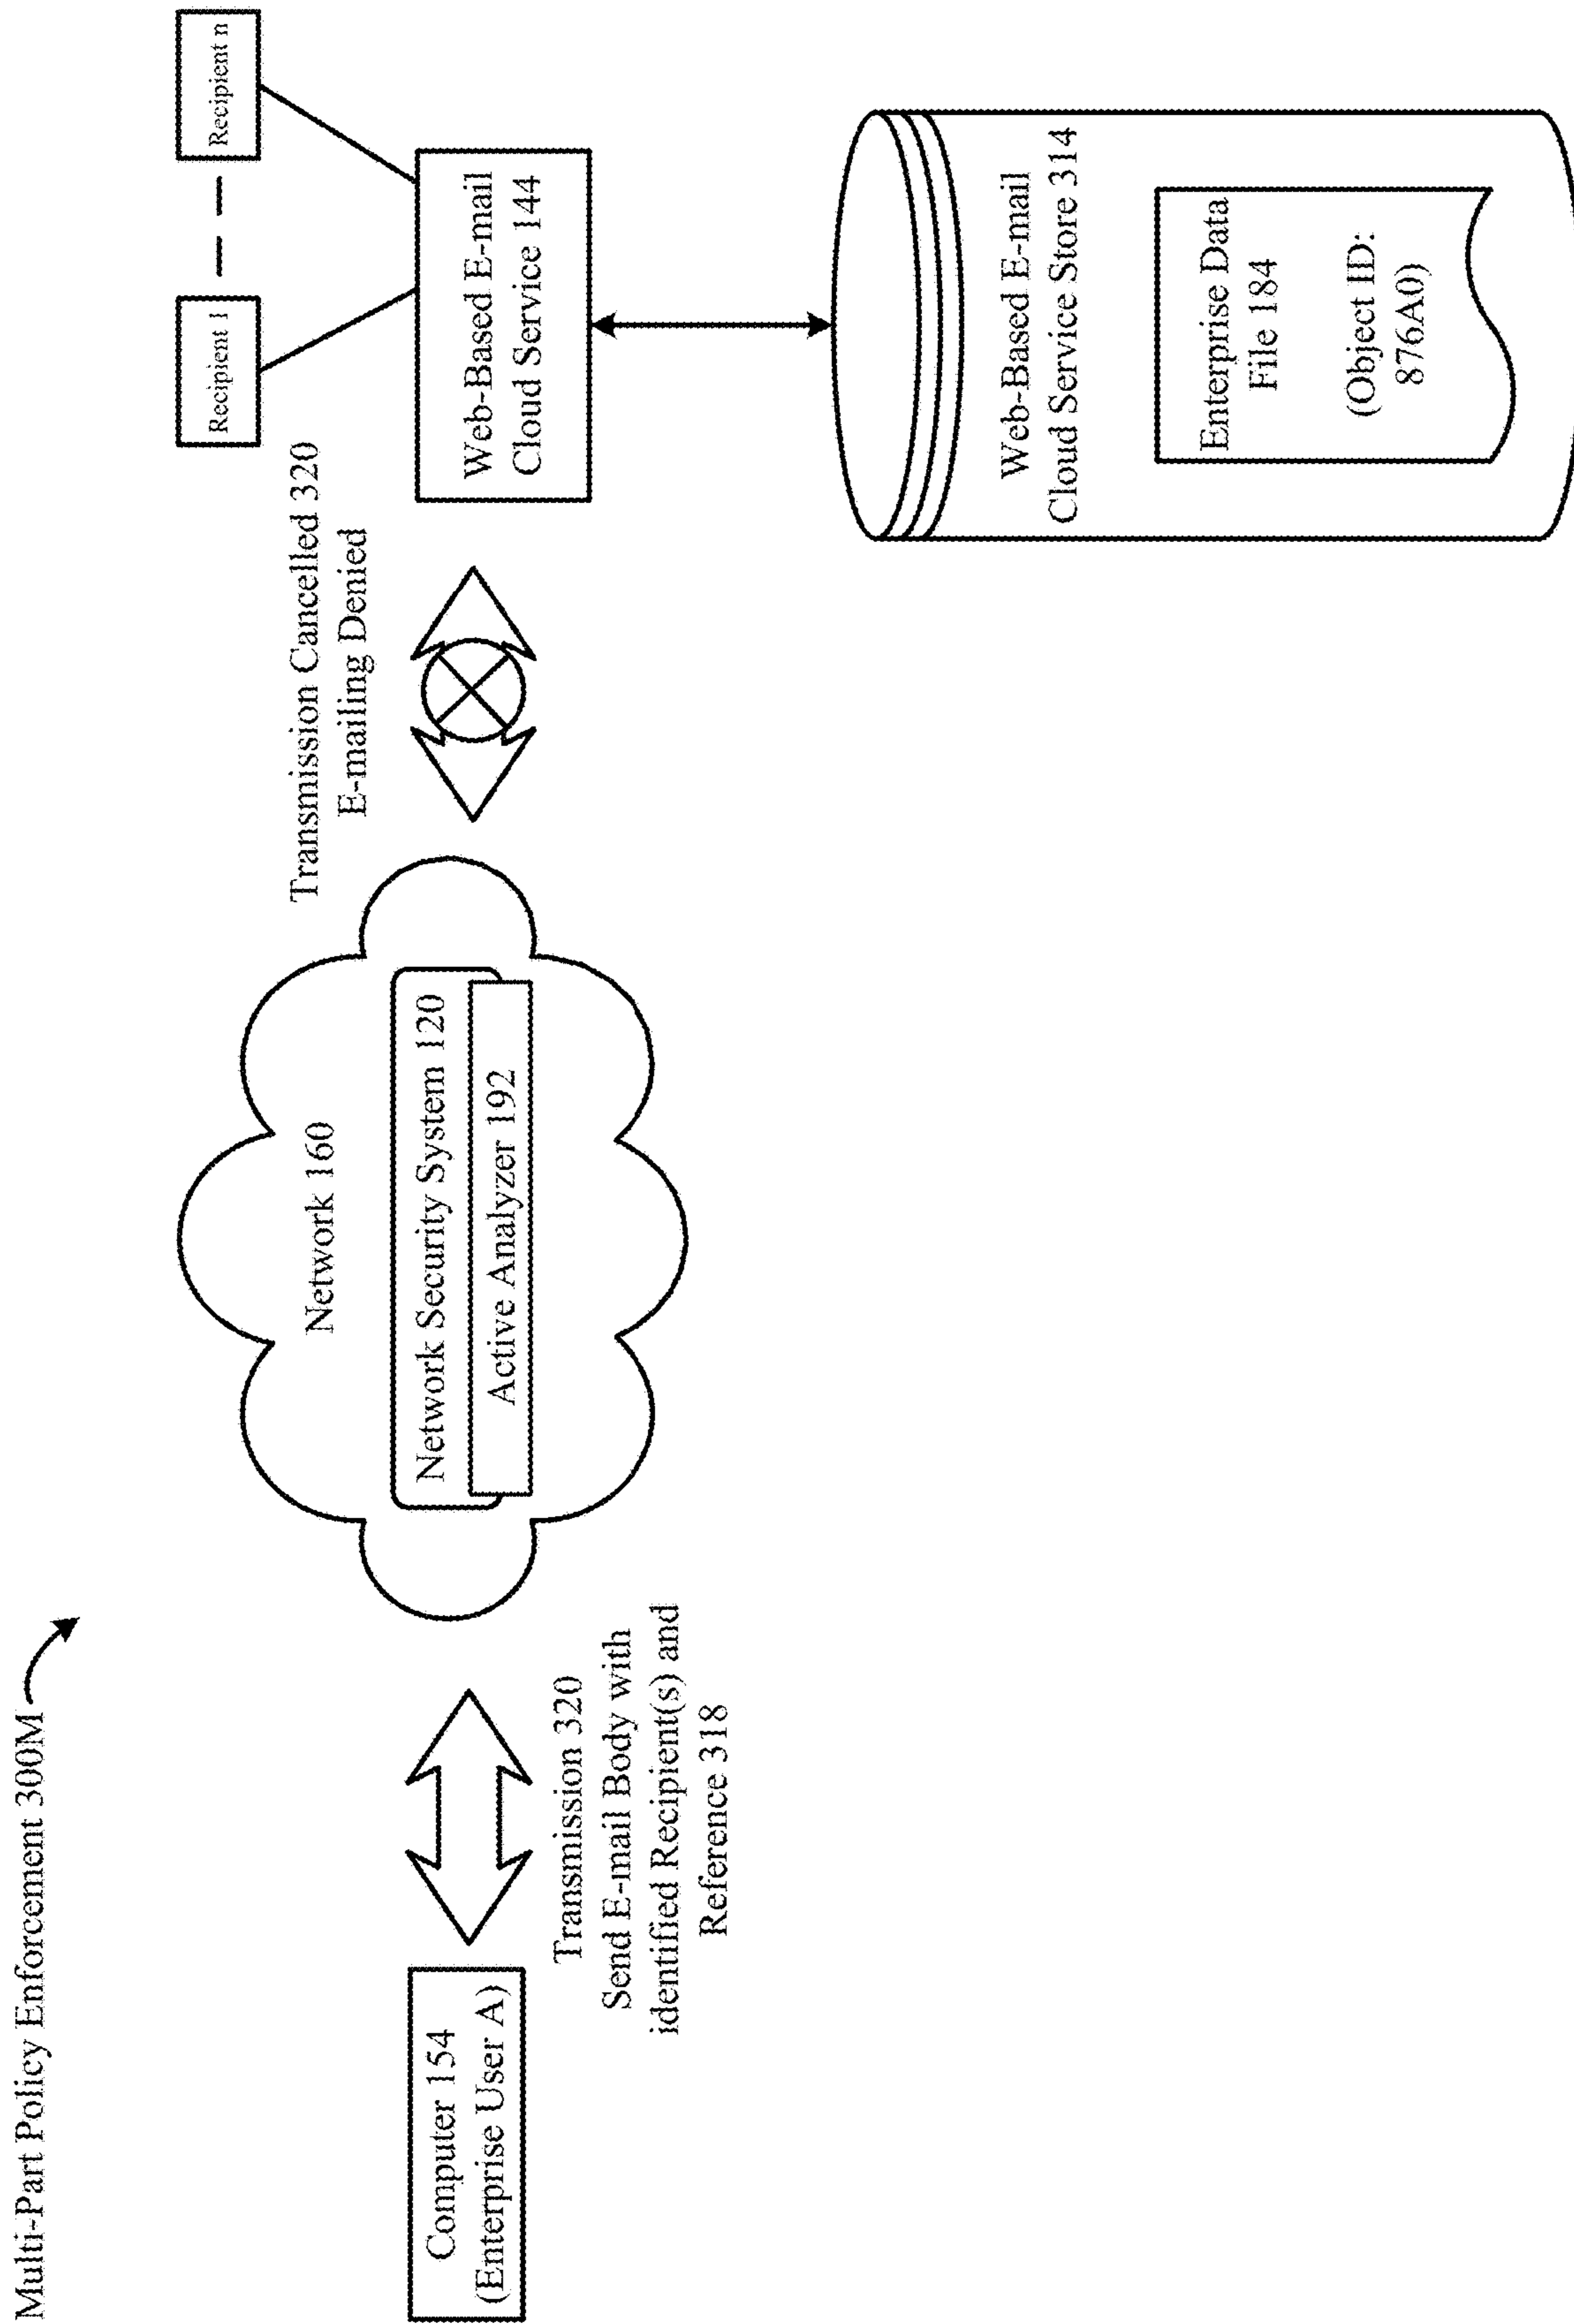 Multi-Part Policy Enforcement 300M
Computer 154
(Enterprise User A)
Transmission 320
Send E-mail Body with
identified Recipient(s) and
Reference 318
Network 160
Network Security System 120
Active Analyzer 192
Transmission Cancelled 320
E-mailing Denied
Recipient 1
Recipient n
Web-Based E-mail
Cloud Service 144
Web-Based E-mail
Cloud Service Store 314
Enterprise Data
File 184
(Object ID:
876A0)